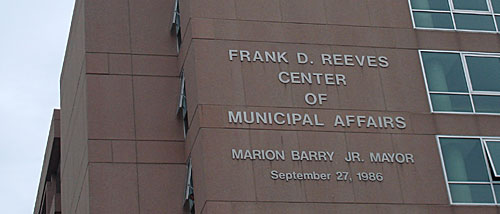 FRANK D. REEVES
CENTER
OF
MUNICIPAL AFFAIRS
MARION BARRY JR. MAYOR
September 27, 1986